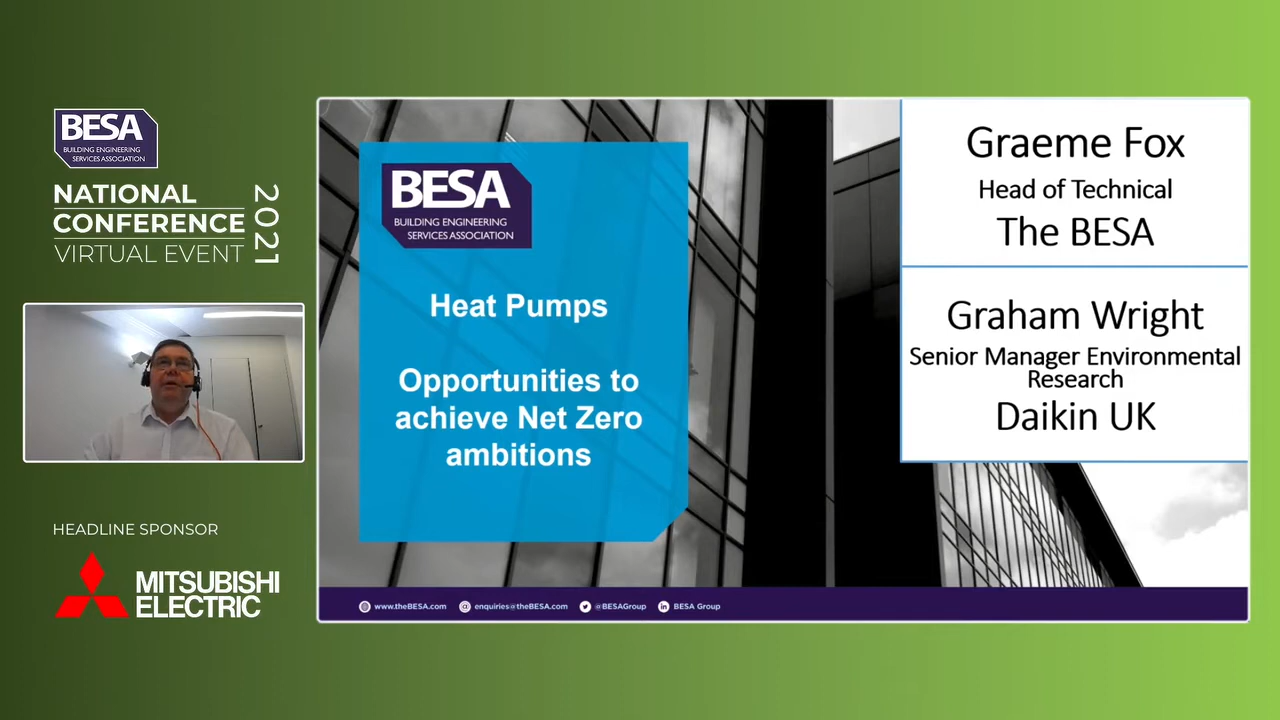 BESA
BUILDING ENGINEERING
SERVICES ASSOCIATION
NATIONAL
CONFERENCE
VIRTUAL EVENT
2021
HEADLINE SPONSOR
MITSUBISHI
ELECTRIC
BESA
BUILDING ENGINEERING
SERVICES ASSOCIATION
Heat Pumps
Opportunities to
achieve Net Zero
ambitions
Graeme Fox
Head of Technical
The BESA
Graham Wright
Senior Manager Environmental
Research
Daikin UK
www.theBESA.com enquiries@theBESA.com @BESAGroup BESA Group